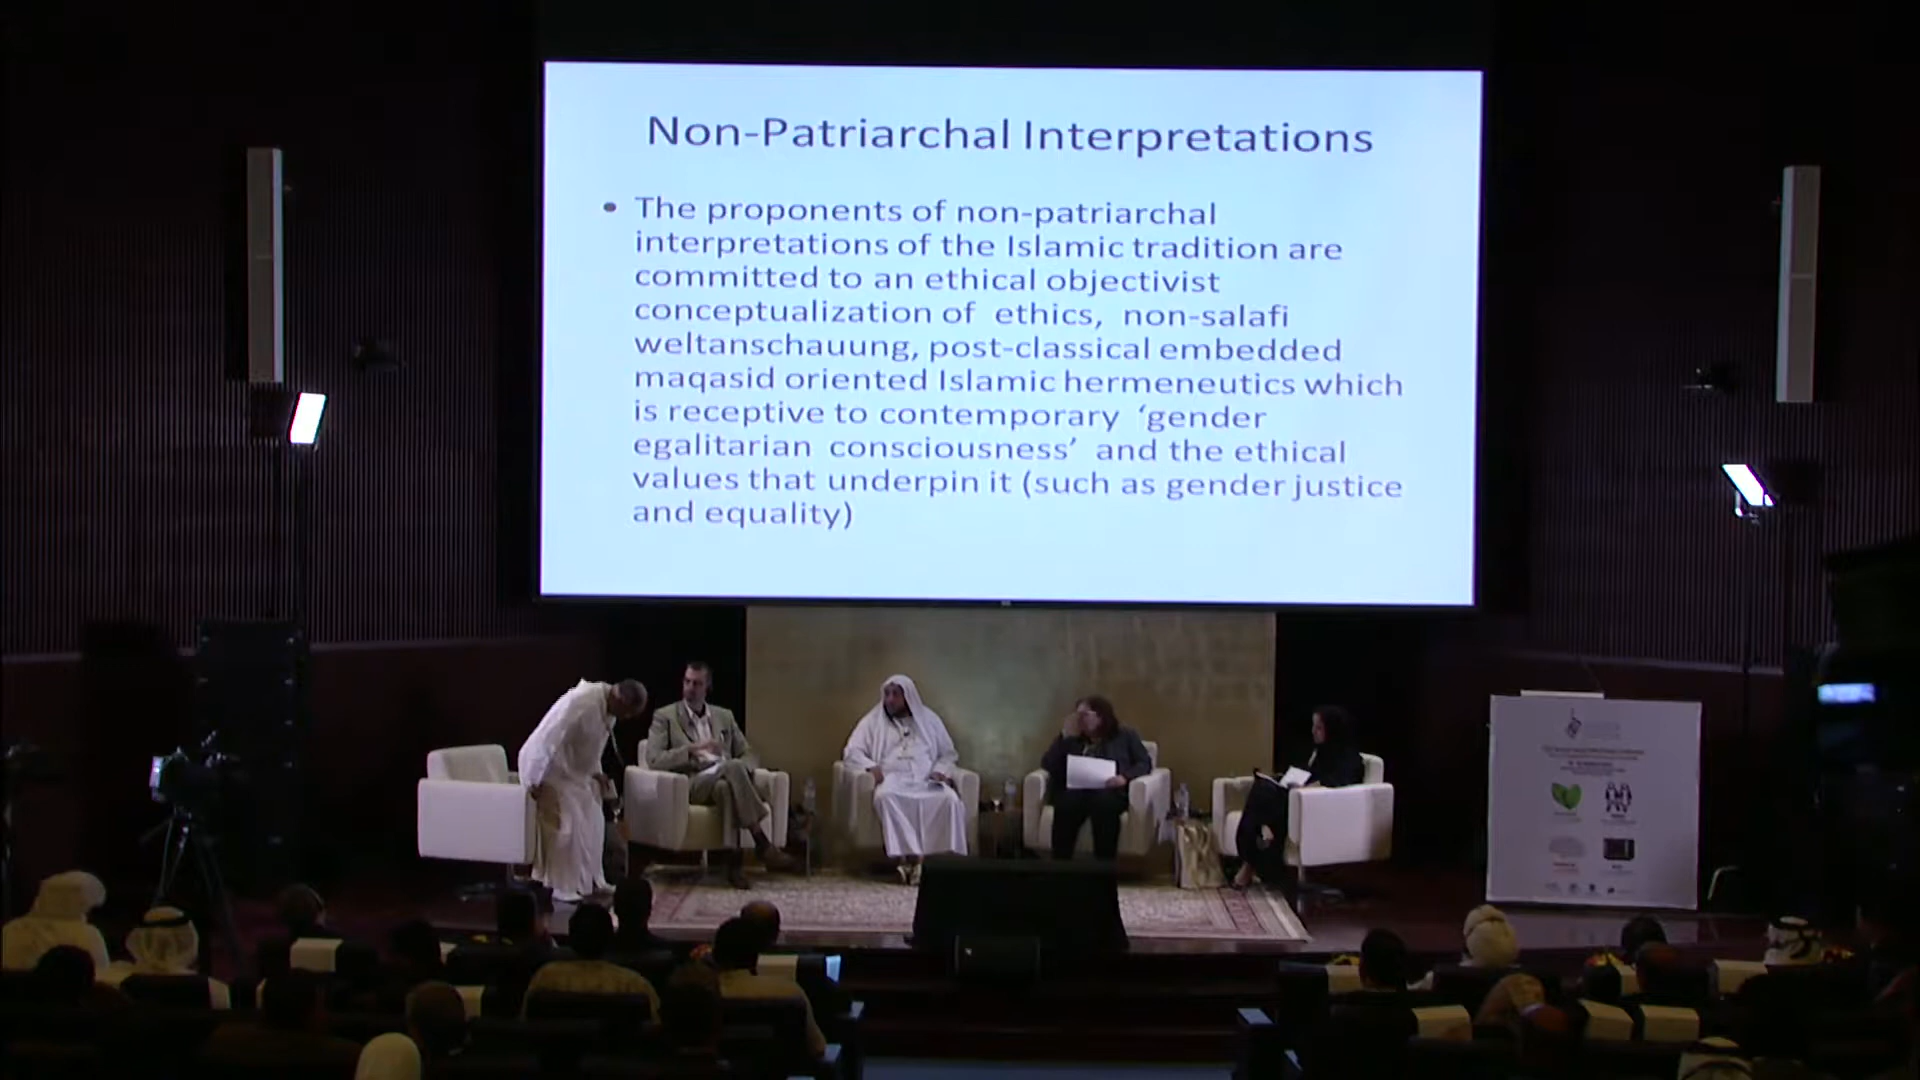 Non-Patriarchal Interpretations
• The proponents of non-patriarchal
interpretations of the Islamic tradition are
committed to an ethical objectivist
conceptualization of ethics, non-salafi
weltanschauung, post-classical embedded
maqasid oriented Islamic hermeneutics which
is receptive to contemporary ‘gender
egalitarian consciousness’ and the ethical
values that underpin it (such as gender justice
and equality)